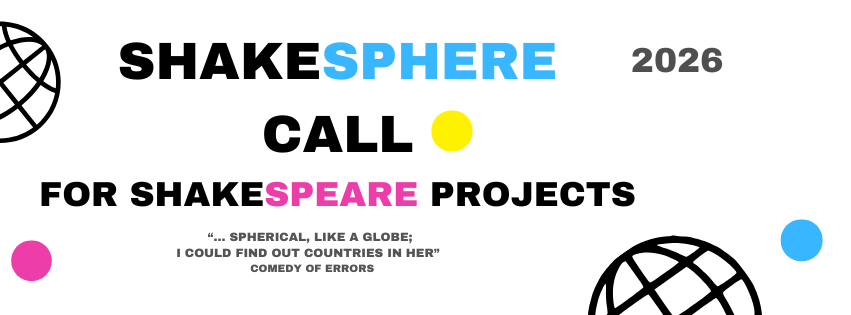 SHAKESPHERE 2026
CALL
FOR SHAKESPEARE PROJECTS
“... SPHERICAL, LIKE A GLOBE;
I COULD FIND OUT COUNTRIES IN HER”
COMEDY OF ERRORS